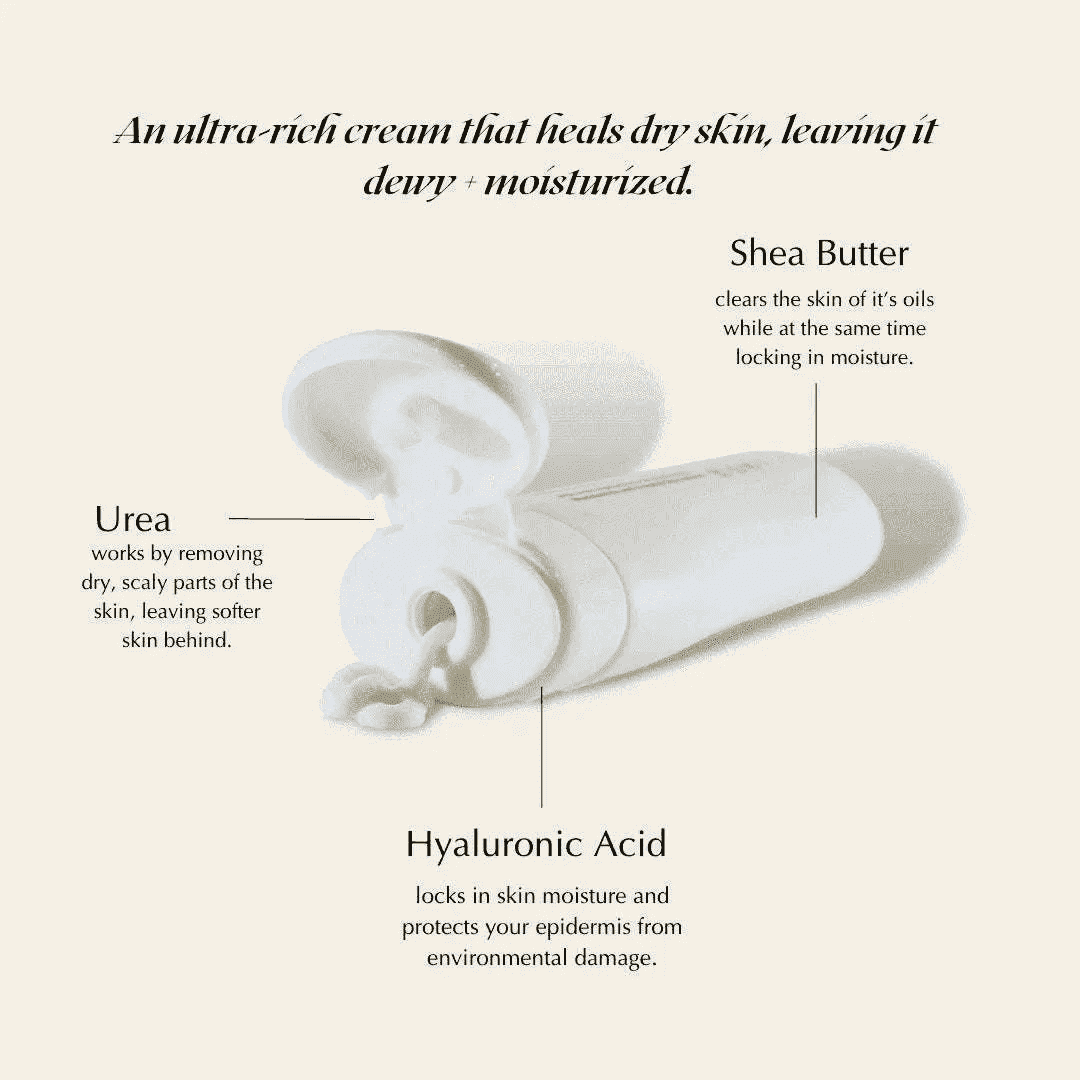 An ultra-rich cream that heals dry skin, leaving it
dewy + moisturized.
Shea Butter
clears the skin of it's oils
while at the same time
locking in moisture.
Urea
works by removing
dry, scaly parts of the
skin, leaving softer
skin behind.
Hyaluronic Acid
locks in skin moisture and
protects your epidermis from
environmental damage.